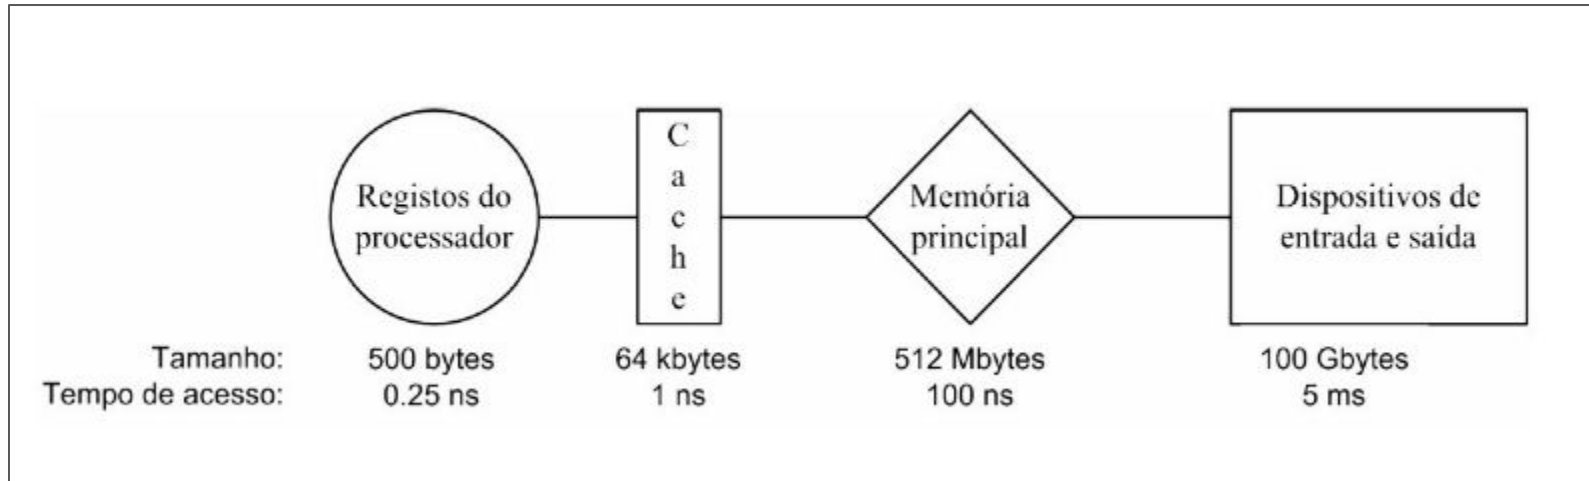 Registos do
processador
C
a
c
h
e
Memória
principal
Dispositivos de
entrada e saída
Tamanho: 500 bytes 64 kbytes 512 Mbytes 100 Gbytes
Tempo de acesso: 0.25 ns 1 ns 100 ns 5 ms